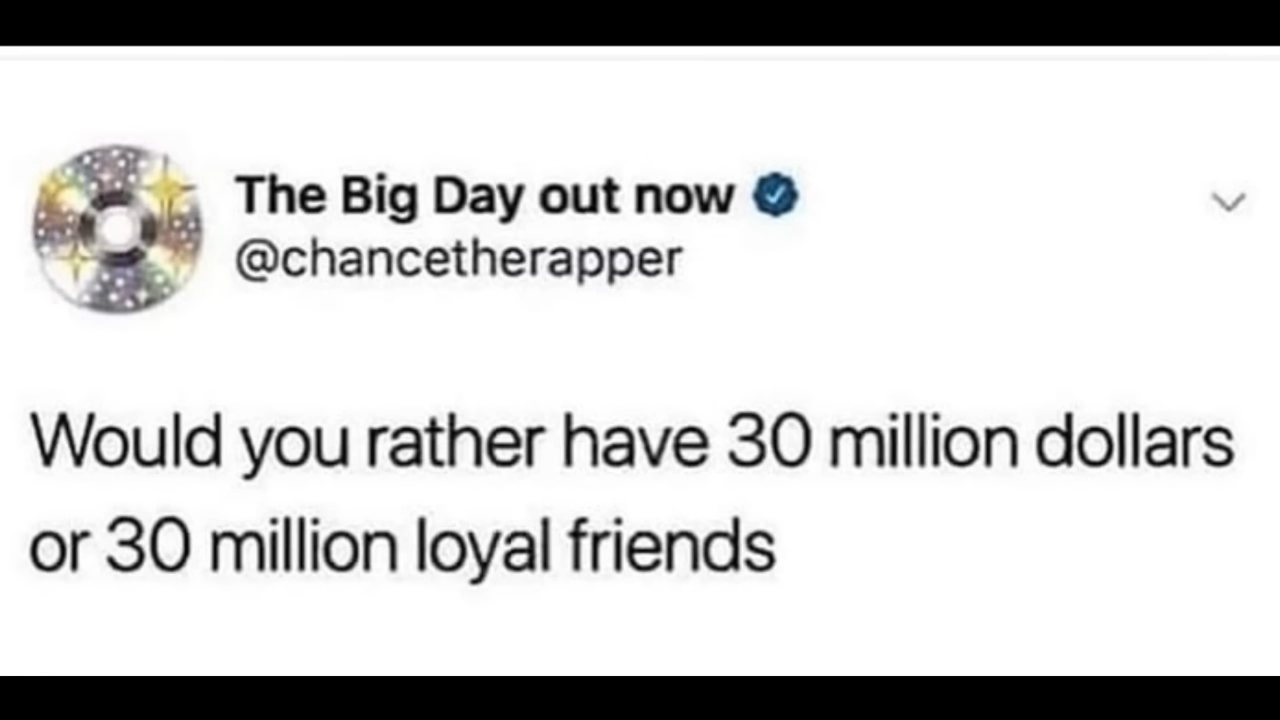 The Big Day out now
@chancetherapper
Would you rather have 30 million dollars
or 30 million loyal friends